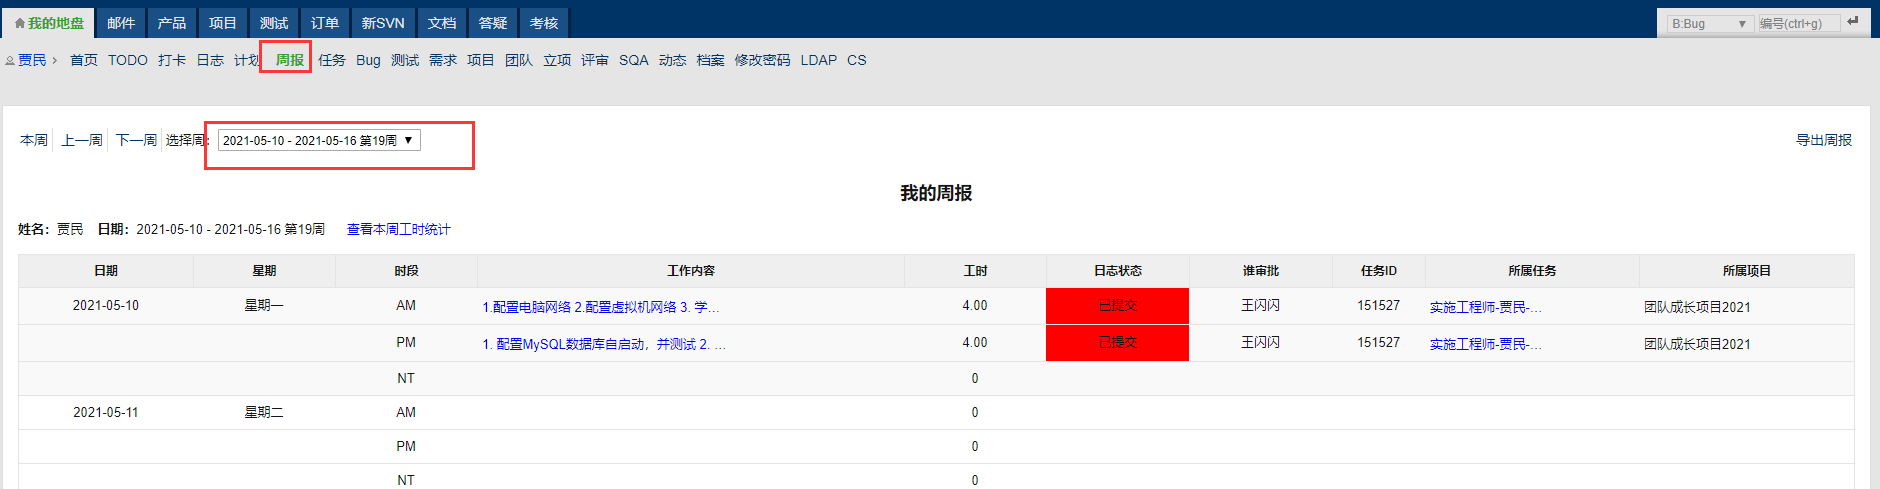 我的地盘 邮件 产品 项目 测试 订单 新SVN 文档 答疑 考核 B:Bug ▼ 编号(ctrl+g)
贾民 › 首页 TODO 打卡 日志 计划 周报 任务 Bug 测试 需求 项目 团队 立项 评审 SQA 动态 档案 修改密码 LDAP CS
本周 上一周 下一周 选择周: 2021-05-10 - 2021-05-16 第19周 ▼ 导出周报
我的周报
姓名: 贾民 日期: 2021-05-10 - 2021-05-16 第19周 查看本周工时统计
日期 星期 时段 工作内容 工时 日志状态 谁审批 任务ID 所属任务 所属项目
2021-05-10 星期一 AM 1.配置电脑网络 2.配置虚拟机网络 3. 学... 4.00 已提交 王闪闪 151527 实施工程师-贾民-... 团队成长项目2021
PM 1. 配置MySQL数据库自启动，并测试 2. ... 4.00 已提交 王闪闪 151527 实施工程师-贾民-... 团队成长项目2021
NT 0
2021-05-11 星期二 AM 0
PM 0
NT 0